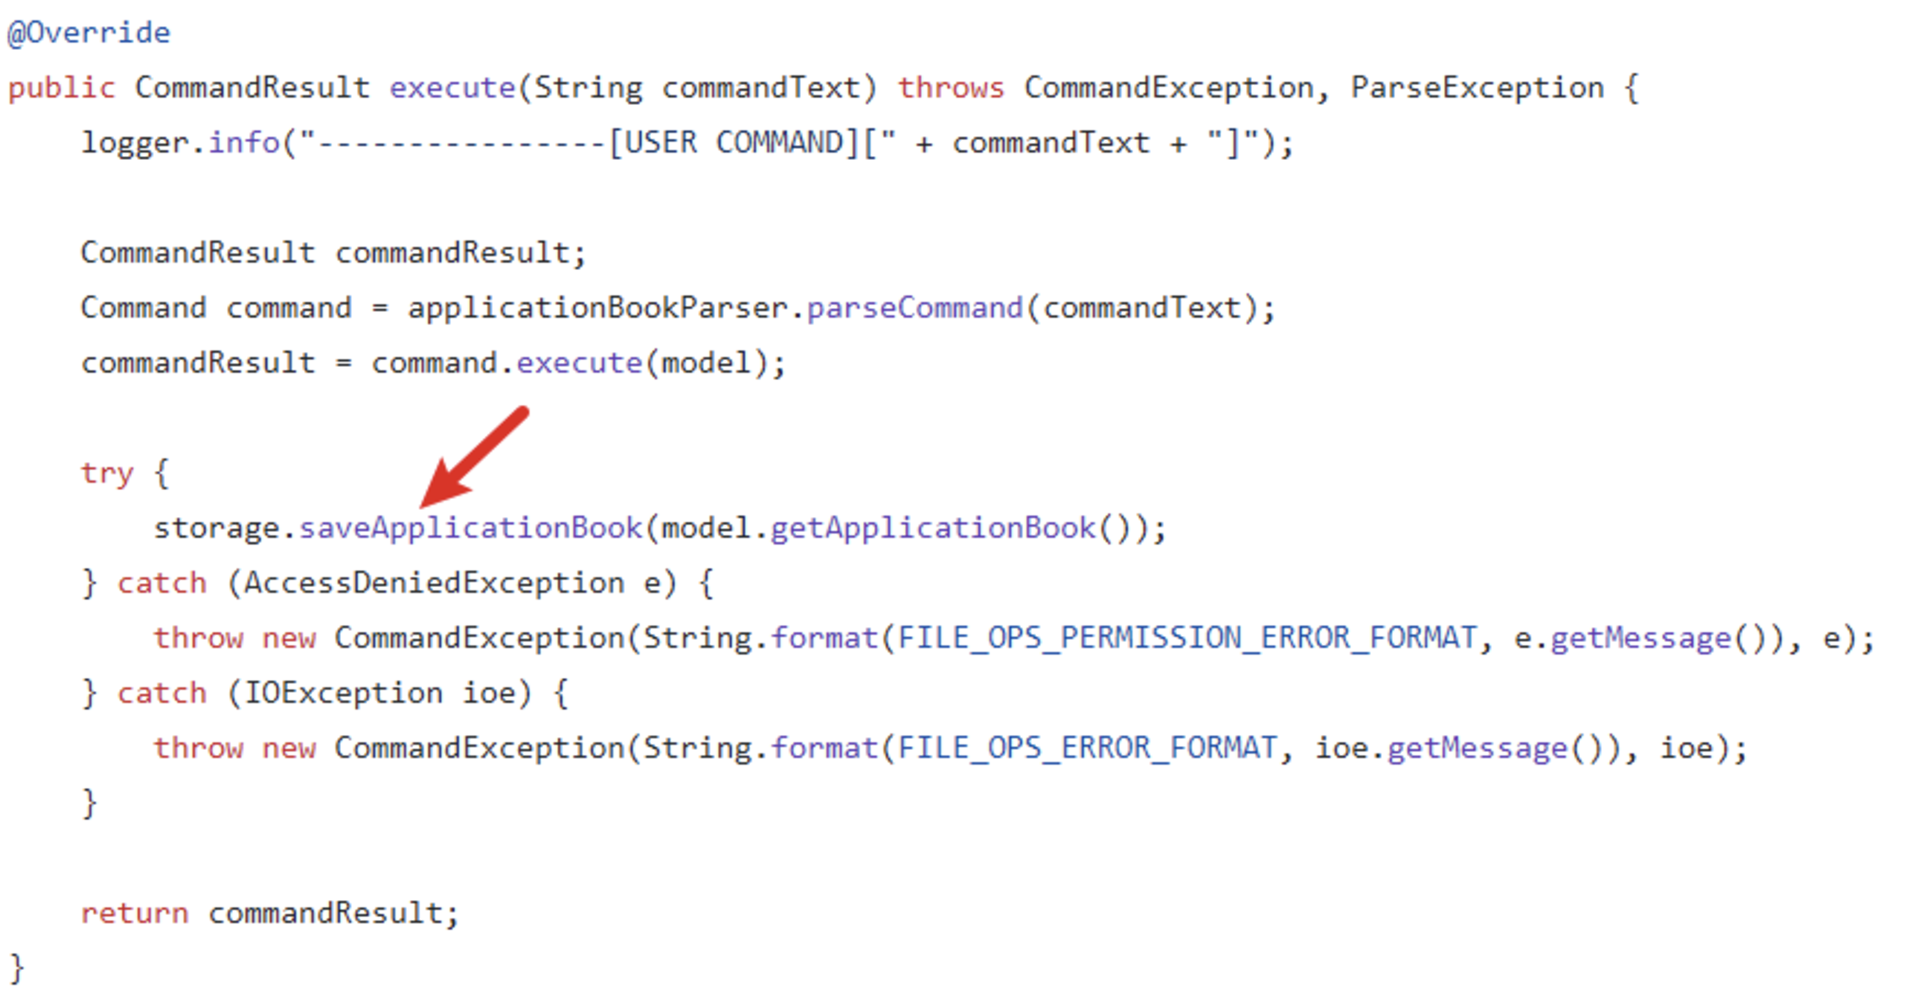 @Override
public CommandResult execute(String commandText) throws CommandException, ParseException {
    logger.info("----------------[USER COMMAND][" + commandText + "]");

    CommandResult commandResult;
    Command command = applicationBookParser.parseCommand(commandText);
    commandResult = command.execute(model);

    try {
        storage.saveApplicationBook(model.getApplicationBook());
    } catch (AccessDeniedException e) {
        throw new CommandException(String.format(FILE_OPS_PERMISSION_ERROR_FORMAT, e.getMessage()), e);
    } catch (IOException ioe) {
        throw new CommandException(String.format(FILE_OPS_ERROR_FORMAT, ioe.getMessage()), ioe);
    }

    return commandResult;
}